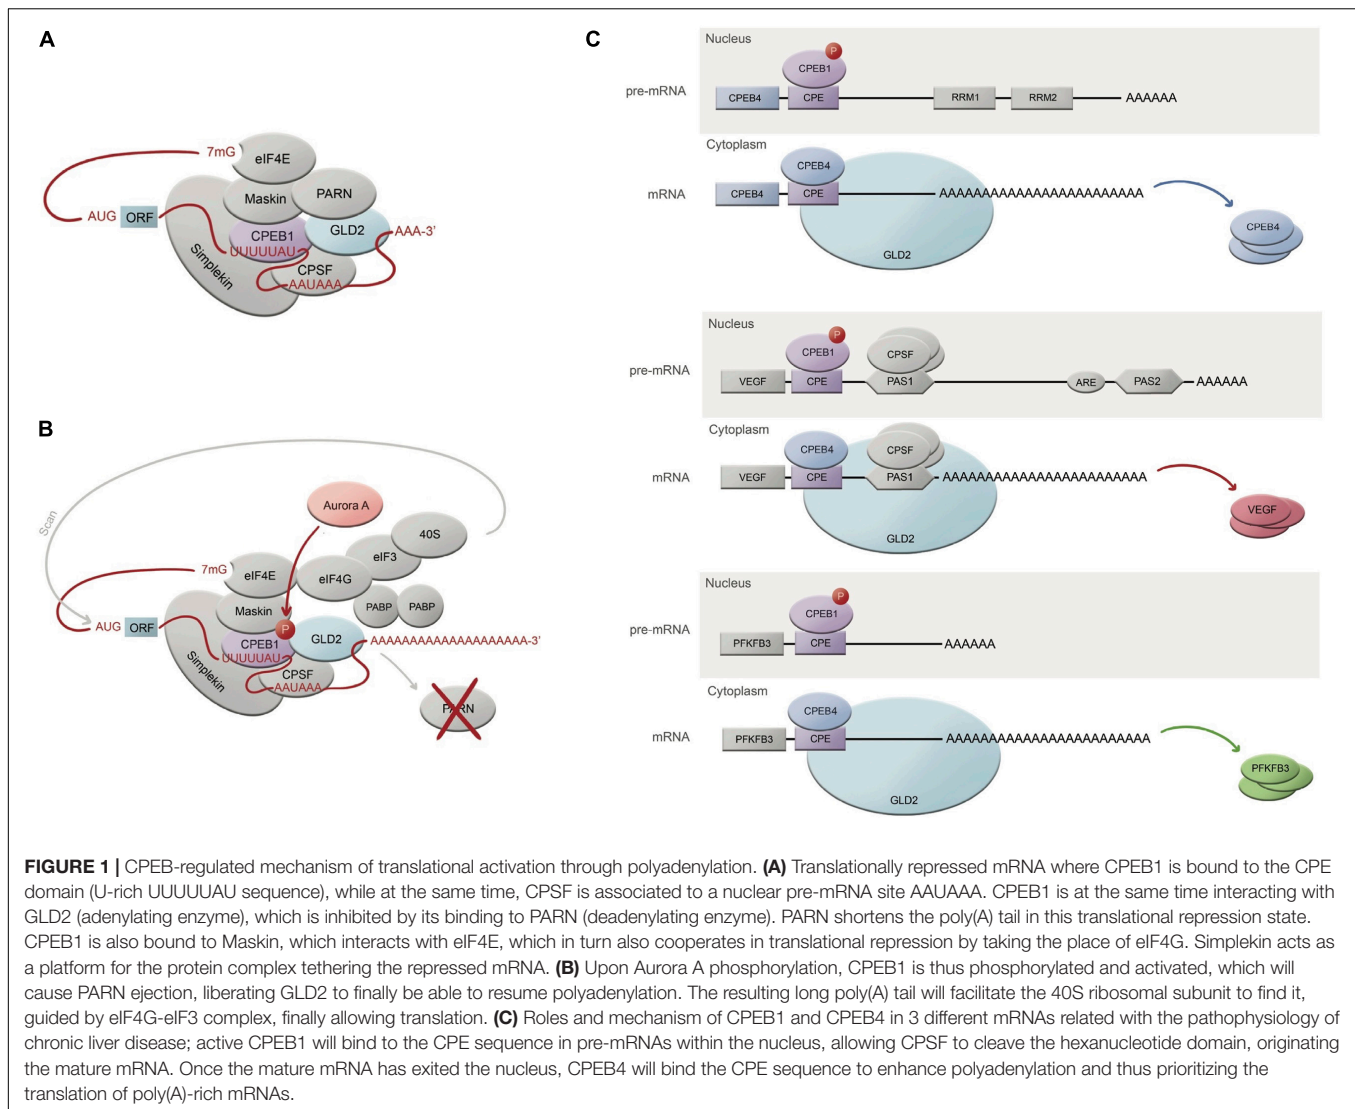 A
7mG
eIF4E
Maskin
PARN
AUG
ORF
CPEB1
GLD2
AAA-3'
UUUUUAU
Simplekin
CPSF
AAUAAA
B
Scan
Aurora A
40S
eIF3
7mG
eIF4E
eIF4G
PABP
PABP
Maskin
AUG
ORF
P
CPEB1
GLD2
AAAAAAAAAAAAAAAAAAAA-3'
UUUUUAU
Simplekin
CPSF
AAUAAA
PARN
C
Nucleus
P
CPEB1
pre-mRNA
CPEB4
CPE
RRM1
RRM2
AAAAAA
Cytoplasm
CPEB4
mRNA
CPEB4
CPE
AAAAAAAAAAAAAAAAAAAAAAA
CPEB4
GLD2
Nucleus
P
CPEB1
CPSF
pre-mRNA
VEGF
CPE
PAS1
ARE
PAS2
AAAAAA
Cytoplasm
CPEB4
CPSF
mRNA
VEGF
CPE
PAS1
AAAAAAAAAAAAAAAAAAAAAAA
VEGF
GLD2
Nucleus
P
CPEB1
pre-mRNA
PFKFB3
CPE
AAAAAA
Cytoplasm
CPEB4
mRNA
PFKFB3
CPE
AAAAAAAAAAAAAAAAAAAAAAA
PFKFB3
GLD2
FIGURE 1 | CPEB-regulated mechanism of translational activation through polyadenylation. (A) Translationally repressed mRNA where CPEB1 is bound to the CPE
domain (U-rich UUUUUAU sequence), while at the same time, CPSF is associated to a nuclear pre-mRNA site AAUAAA. CPEB1 is at the same time interacting with
GLD2 (adenylating enzyme), which is inhibited by its binding to PARN (deadenylating enzyme). PARN shortens the poly(A) tail in this translational repression state.
CPEB1 is also bound to Maskin, which interacts with eIF4E, which in turn also cooperates in translational repression by taking the place of eIF4G. Simplekin acts as
a platform for the protein complex tethering the repressed mRNA. (B) Upon Aurora A phosphorylation, CPEB1 is thus phosphorylated and activated, which will
cause PARN ejection, liberating GLD2 to finally be able to resume polyadenylation. The resulting long poly(A) tail will facilitate the 40S ribosomal subunit to find it,
guided by eIF4G-eIF3 complex, finally allowing translation. (C) Roles and mechanism of CPEB1 and CPEB4 in 3 different mRNAs related with the pathophysiology of
chronic liver disease; active CPEB1 will bind to the CPE sequence in pre-mRNAs within the nucleus, allowing CPSF to cleave the hexanucleotide domain, originating
the mature mRNA. Once the mature mRNA has exited the nucleus, CPEB4 will bind the CPE sequence to enhance polyadenylation and thus prioritizing the
translation of poly(A)-rich mRNAs.